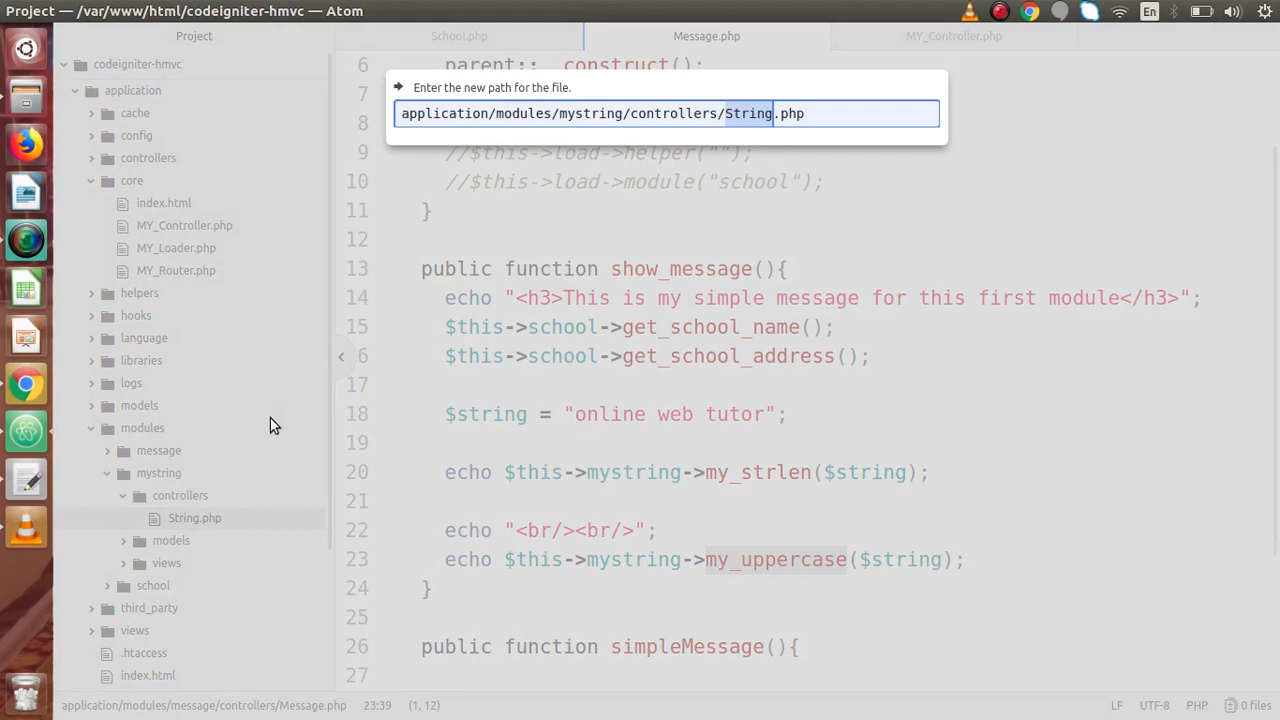 Project — /var/www/html/codeigniter-hmvc — Atom
En
Project
School.php
Message.php
MY_Controller.php
codeigniter-hmvc
application
cache
config
controllers
core
index.html
MY_Controller.php
MY_Loader.php
MY_Router.php
helpers
hooks
language
libraries
logs
models
modules
message
mystring
controllers
String.php
models
views
school
third_party
views
.htaccess
index.html
Enter the new path for the file.
application/modules/mystring/controllers/String.php
6 parent::__construct();
7
8
9 //$this->load->helper("");
10 //$this->load->module("school");
11 }
12
13 public function show_message(){
14 echo "<h3>This is my simple message for this first module</h3>";
15 $this->school->get_school_name();
6 $this->school->get_school_address();
17
18 $string = "online web tutor";
19
20 echo $this->mystring->my_strlen($string);
21
22 echo "<br/><br/>";
23 echo $this->mystring->my_uppercase($string);
24 }
25
26 public function simpleMessage(){
27
application/modules/message/controllers/Message.php 23:39 (1, 12)
LF UTF-8 PHP 0 files